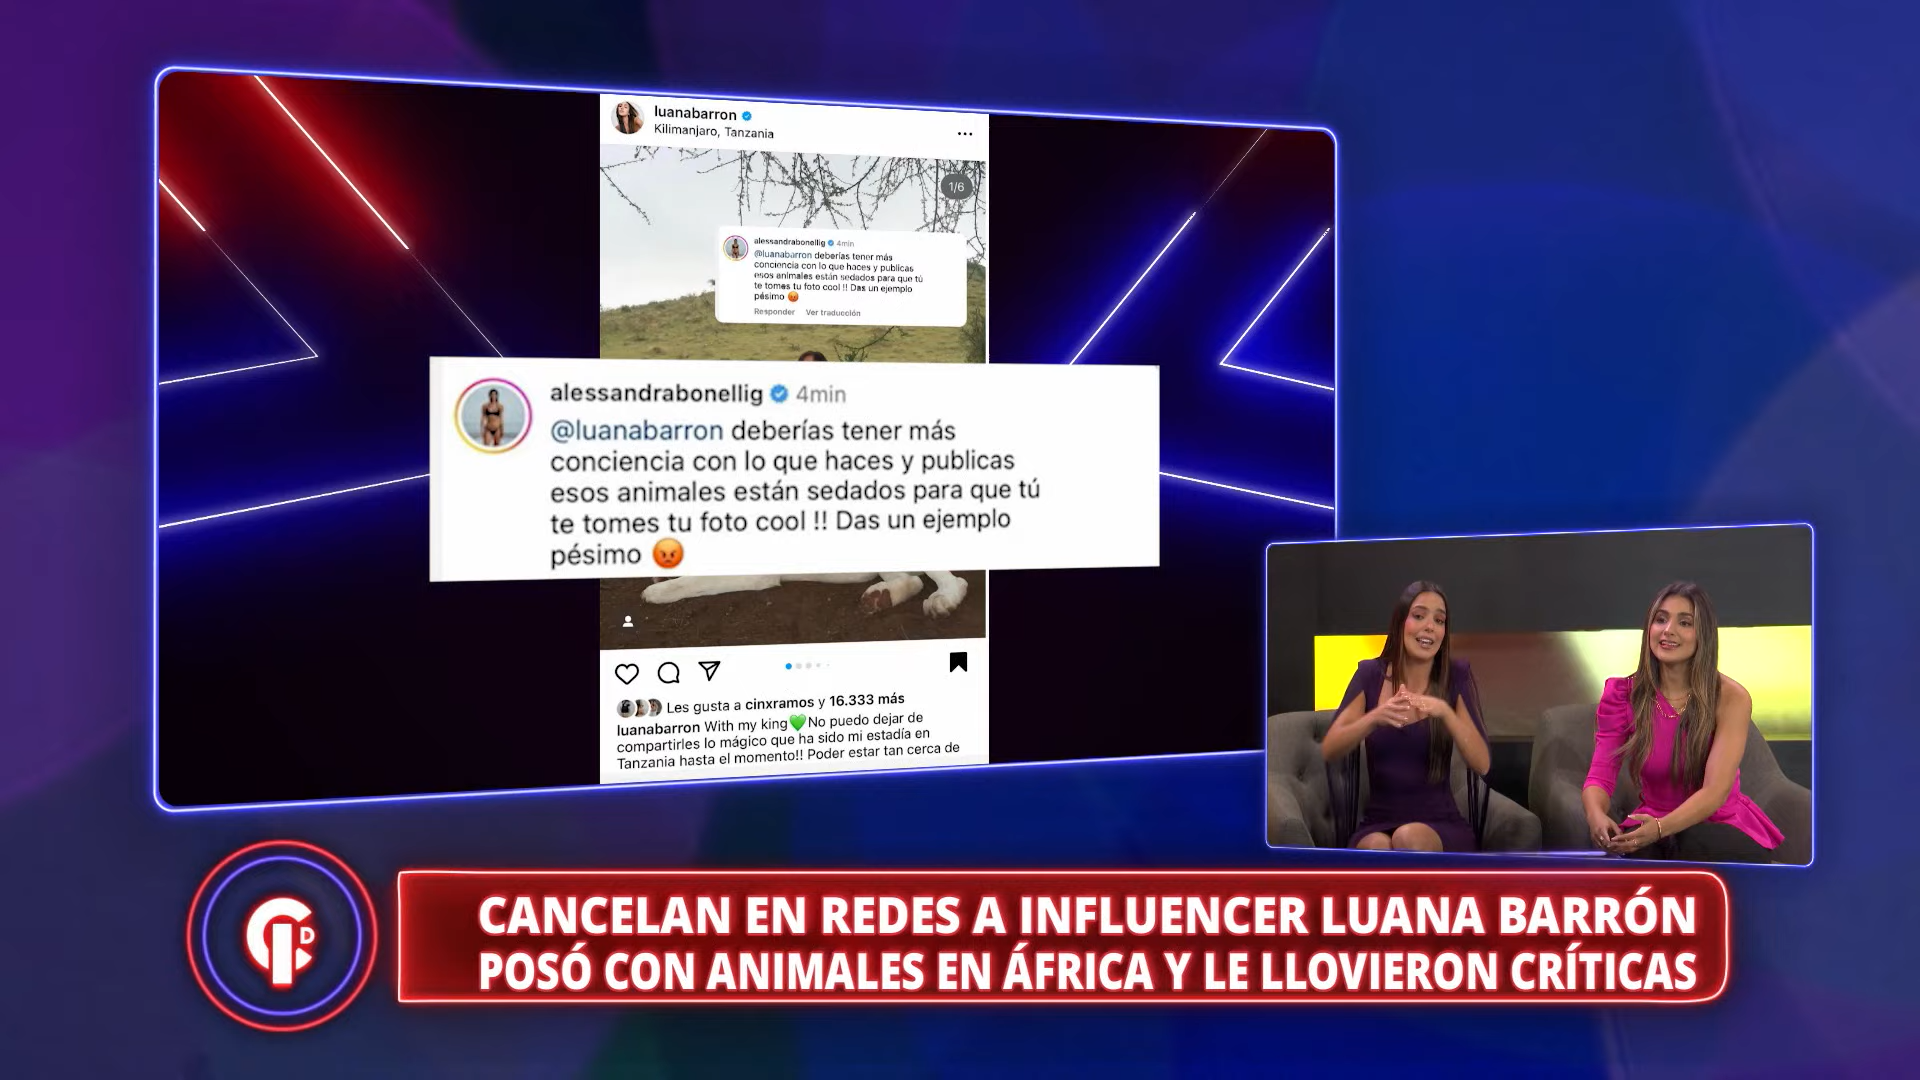 luanabarron
Kilimanjaro, Tanzania
1/6
alessandrabonellig 4min
@luanabarron deberías tener más
conciencia con lo que haces y publicas
esos animales están sedados para que tú
te tomes tu foto cool !! Das un ejemplo
pésimo 😡
Responder Ver traducción
alessandrabonellig 4min
@luanabarron deberías tener más
conciencia con lo que haces y publicas
esos animales están sedados para que tú
te tomes tu foto cool !! Das un ejemplo
pésimo 😡
Les gusta a cinxramos y 16.333 más
luanabarron With my king💚No puedo dejar de
compartirles lo mágico que ha sido mi estadía en
Tanzania hasta el momento!! Poder estar tan cerca de
CANCELAN EN REDES A INFLUENCER LUANA BARRÓN
POSÓ CON ANIMALES EN ÁFRICA Y LE LLOVIERON CRÍTICAS